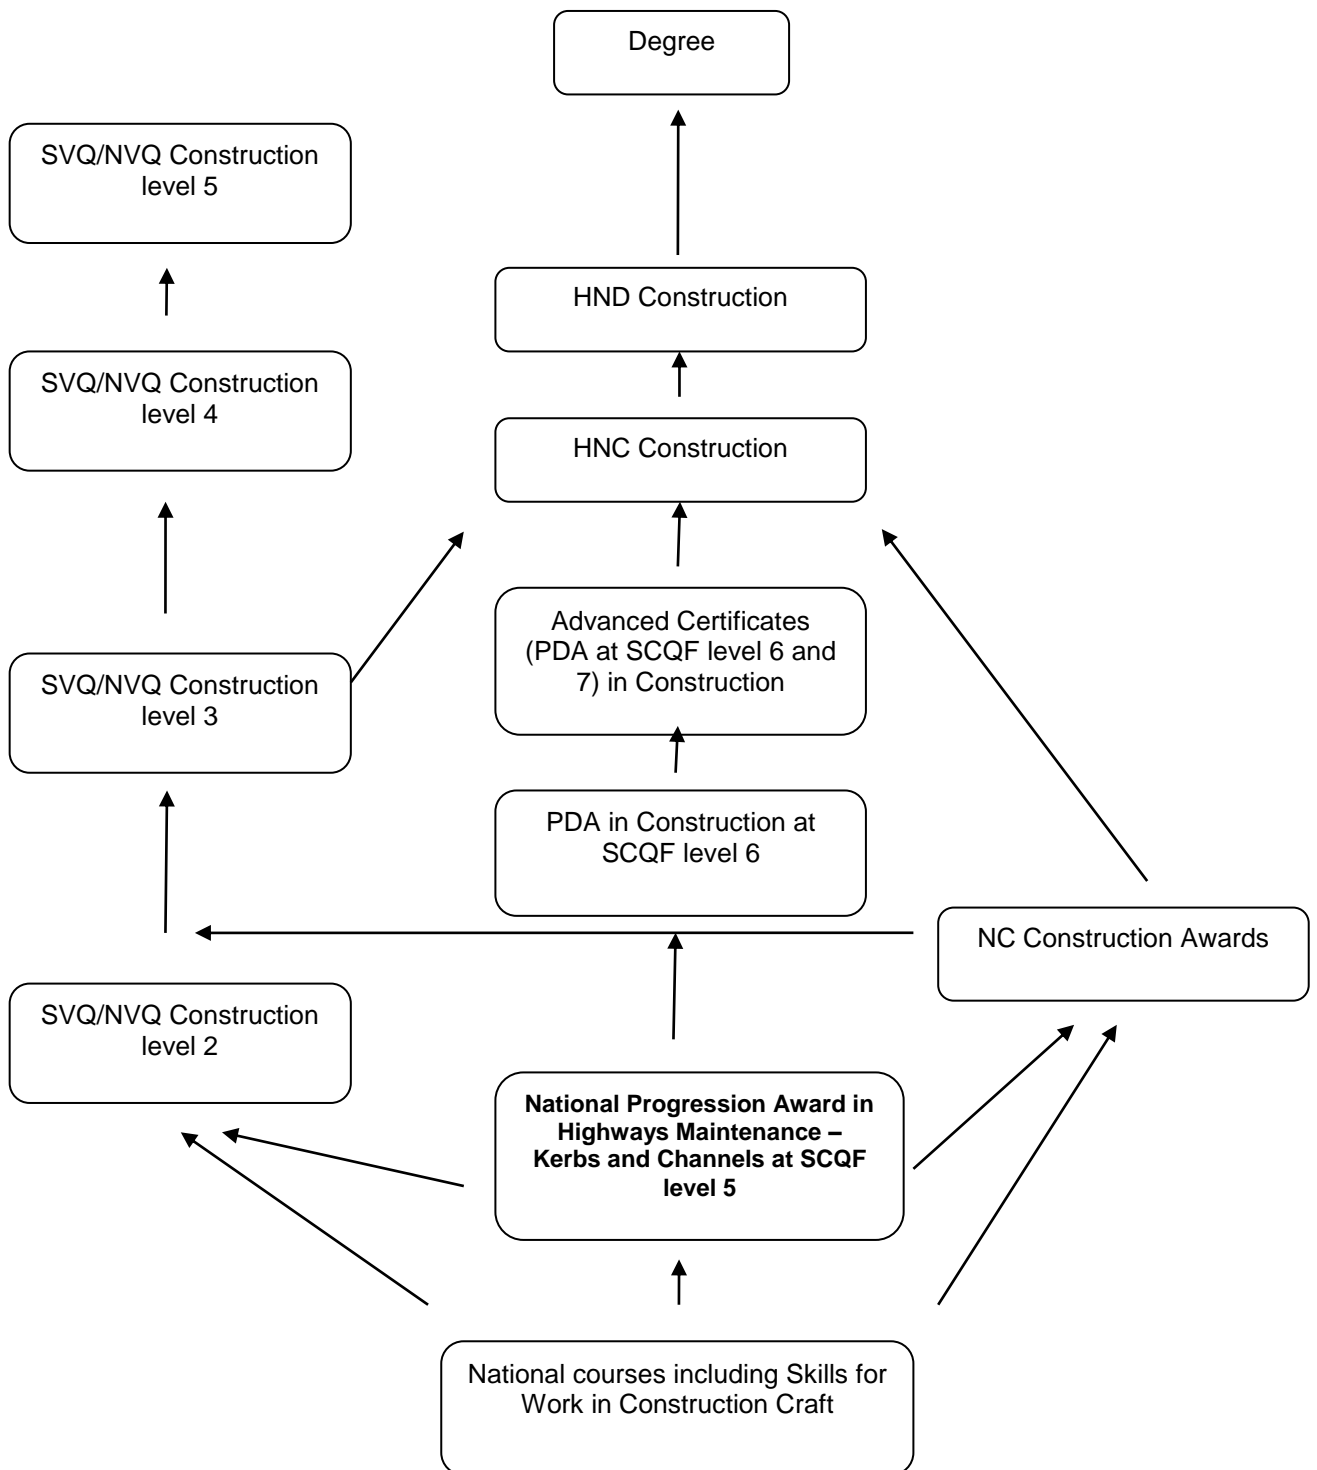 Degree
SVQ/NVQ Construction
level 5
HND Construction
SVQ/NVQ Construction
level 4
HNC Construction
Advanced Certificates
(PDA at SCQF level 6 and
7) in Construction
SVQ/NVQ Construction
level 3
PDA in Construction at
SCQF level 6
NC Construction Awards
SVQ/NVQ Construction
level 2
National Progression Award in
Highways Maintenance –
Kerbs and Channels at SCQF
level 5
National courses including Skills for
Work in Construction Craft